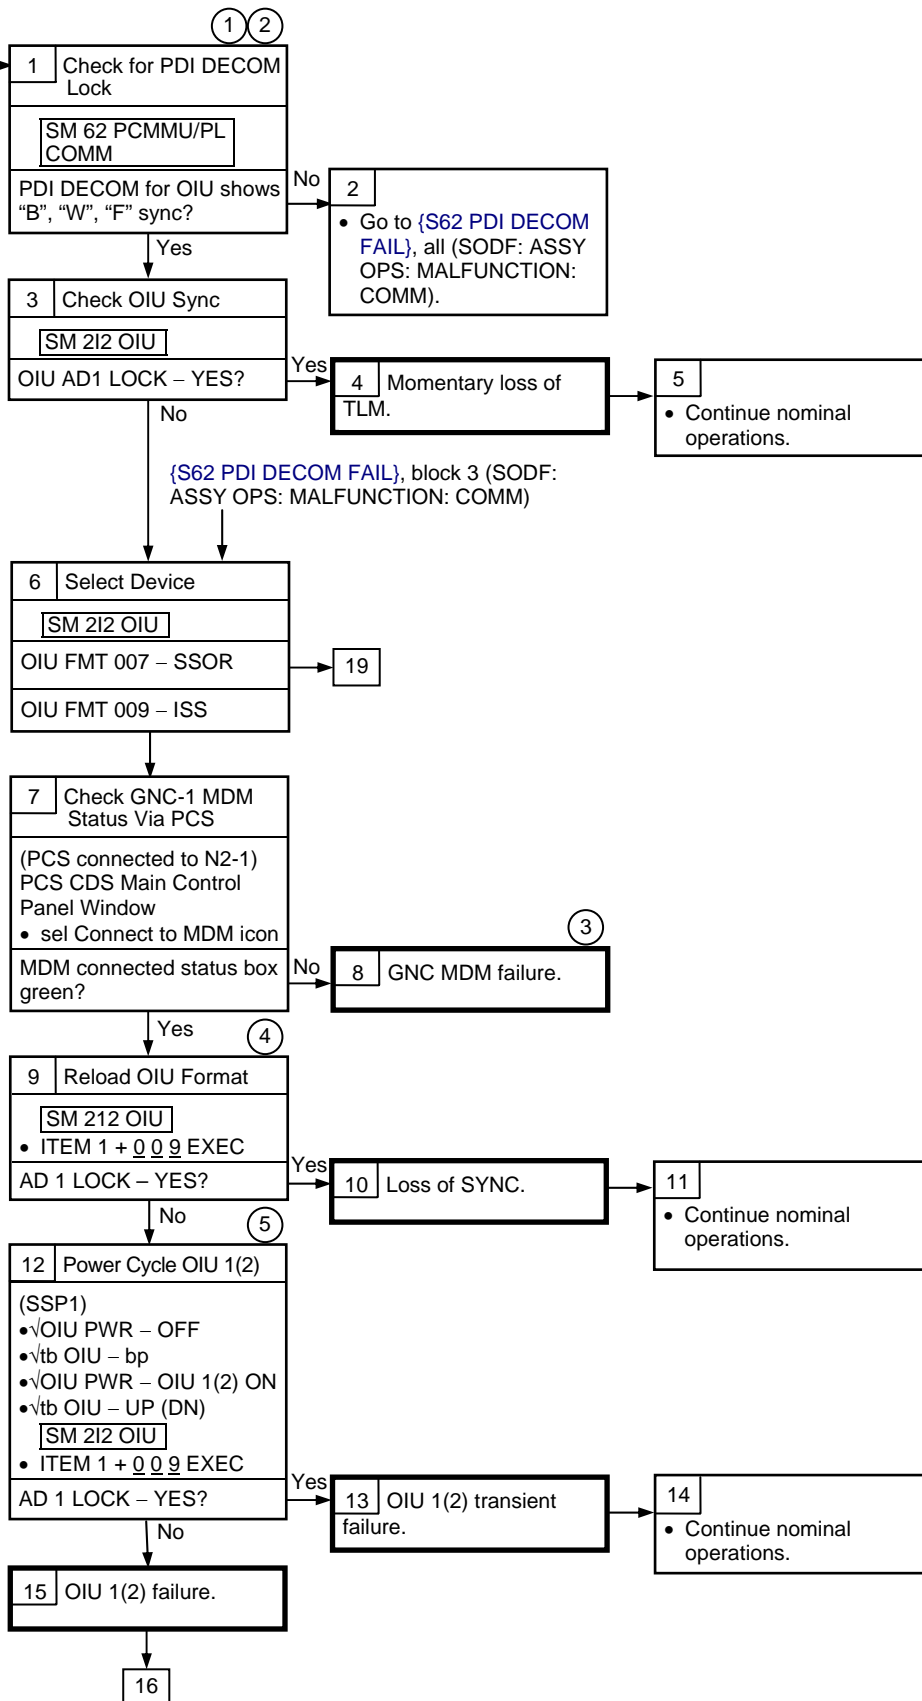 1 2
1 Check for PDI DECOM
Lock
SM 62 PCMMU/PL
COMM
PDI DECOM for OIU shows
“B”, “W”, “F” sync?
No
2
• Go to {S62 PDI DECOM
FAIL}, all (SODF: ASSY
OPS: MALFUNCTION:
COMM).
Yes
3 Check OIU Sync
SM 2I2 OIU
OIU AD1 LOCK – YES?
Yes
4 Momentary loss of
TLM.
5
• Continue nominal
operations.
No
{S62 PDI DECOM FAIL}, block 3 (SODF:
ASSY OPS: MALFUNCTION: COMM)
6 Select Device
SM 2I2 OIU
OIU FMT 007 – SSOR
19
OIU FMT 009 – ISS
7 Check GNC-1 MDM
Status Via PCS
(PCS connected to N2-1)
PCS CDS Main Control
Panel Window
• sel Connect to MDM icon
MDM connected status box
green?
No
3
8 GNC MDM failure.
Yes
4
9 Reload OIU Format
SM 212 OIU
• ITEM 1 + 0 0 9 EXEC
AD 1 LOCK – YES?
Yes
10 Loss of SYNC.
11
• Continue nominal
operations.
No
5
12 Power Cycle OIU 1(2)
(SSP1)
•√OIU PWR – OFF
•√tb OIU – bp
•√OIU PWR – OIU 1(2) ON
•√tb OIU – UP (DN)
SM 2I2 OIU
• ITEM 1 + 0 0 9 EXEC
AD 1 LOCK – YES?
Yes
13 OIU 1(2) transient
failure.
14
• Continue nominal
operations.
No
15 OIU 1(2) failure.
16